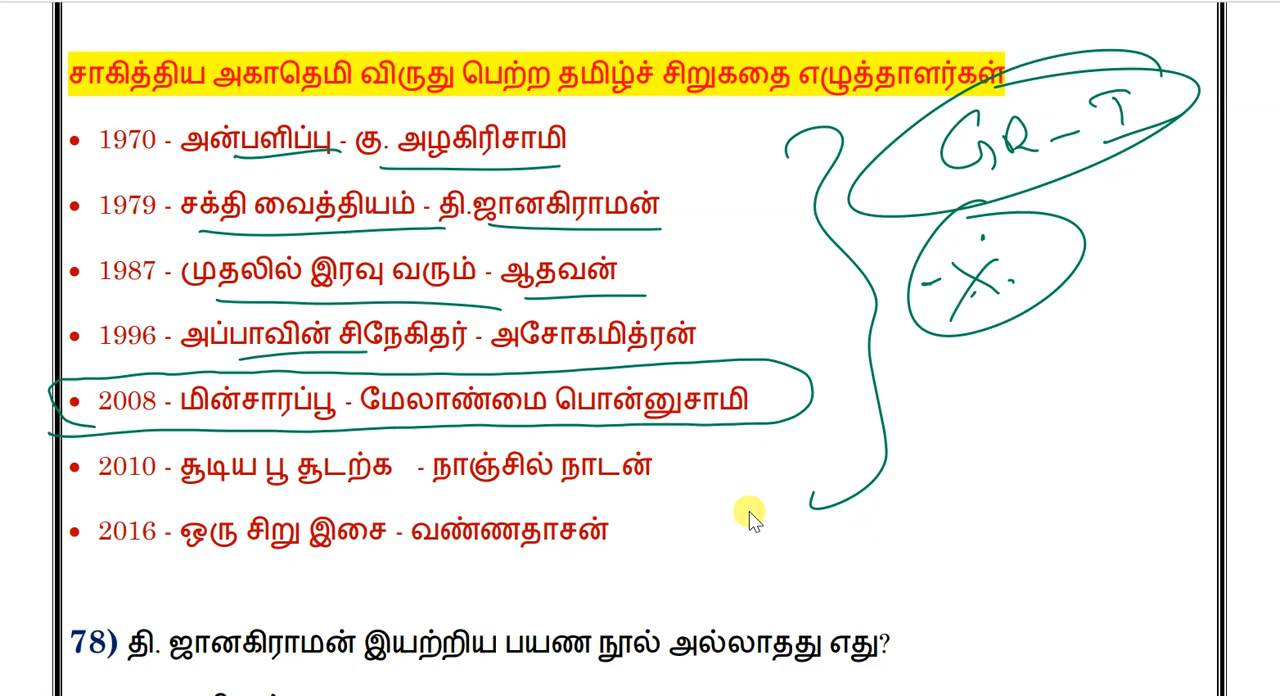 சாகித்திய அகாதெமி விருது பெற்ற தமிழ்ச் சிறுகதை எழுத்தாளர்கள்
• 1970 - அன்பளிப்பு - கு. அழகிரிசாமி
GR - I
• 1979 - சக்தி வைத்தியம் - தி.ஜானகிராமன்
• 1987 - முதலில் இரவு வரும் - ஆதவன்
• 1996 - அப்பாவின் சிநேகிதர் - அசோகமித்ரன்
• 2008 - மின்சாரப்பூ - மேலாண்மை பொன்னுசாமி
• 2010 - சூடிய பூ சூடற்க - நாஞ்சில் நாடன்
• 2016 - ஒரு சிறு இசை - வண்ணதாசன்
78) தி. ஜானகிராமன் இயற்றிய பயண நூல் அல்லாதது எது?